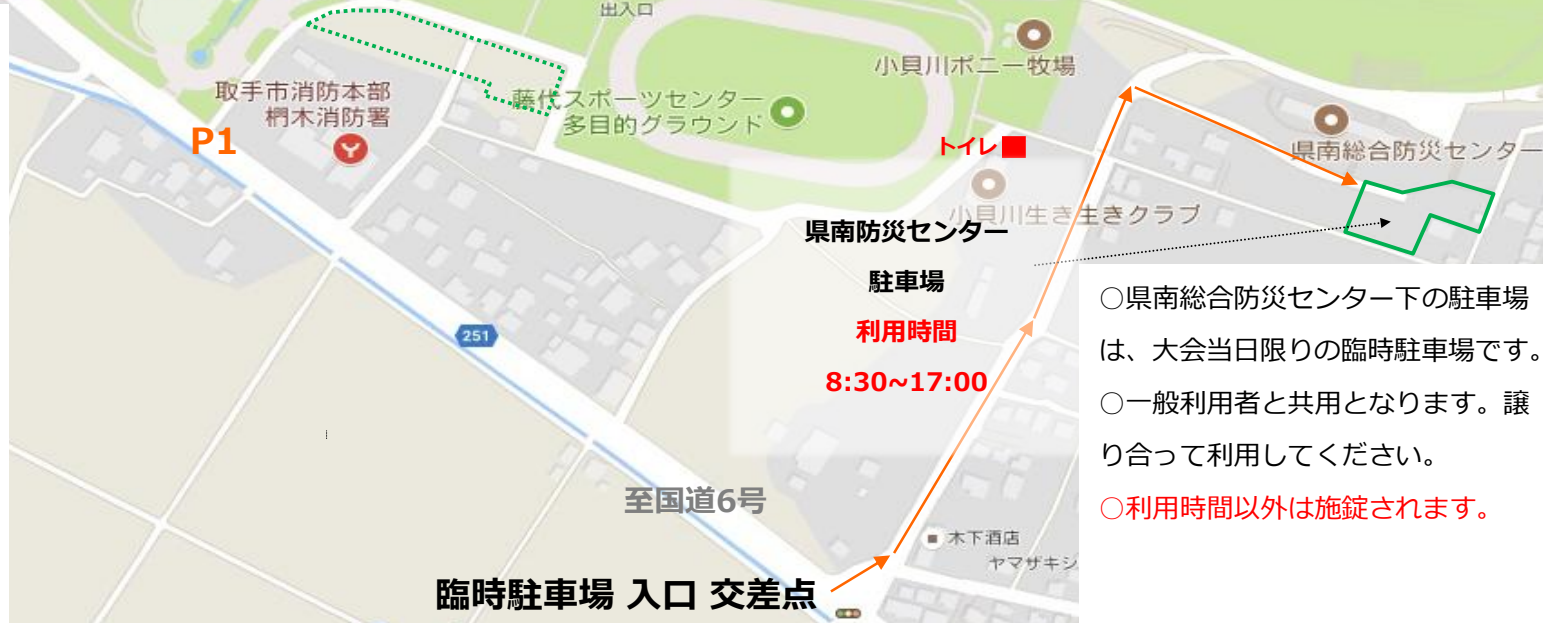 出入口
小貝川ポニー牧場
取手市消防本部
椚木消防署
P1
藤代スポーツセンター
多目的グラウンド
トイレ
県南総合防災センター
小貝川生き生きクラブ
県南防災センター
駐車場
利用時間
8:30~17:00
251
○県南総合防災センター下の駐車場
は、大会当日限りの臨時駐車場です。
○一般利用者と共用となります。譲
り合って利用してください。
○利用時間以外は施錠されます。
至国道6号
木下酒店
ヤマザキシ
臨時駐車場 入口 交差点